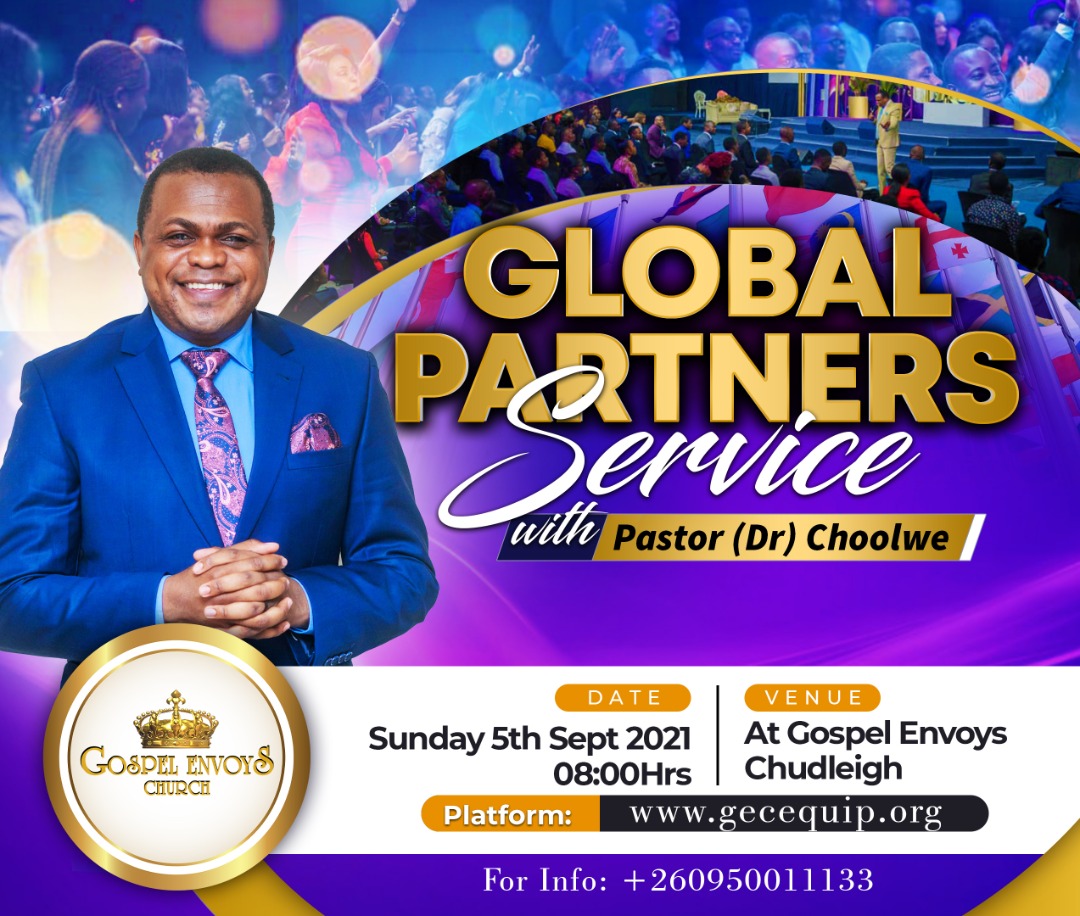 GLOBAL
PARTNERS
Service
with Pastor (Dr) Choolwe
GOSPEL ENVOYS
CHURCH
DATE
Sunday 5th Sept 2021
08:00Hrs
VENUE
At Gospel Envoys
Chudleigh
Platform: www.gecequip.org
For Info: +260950011133